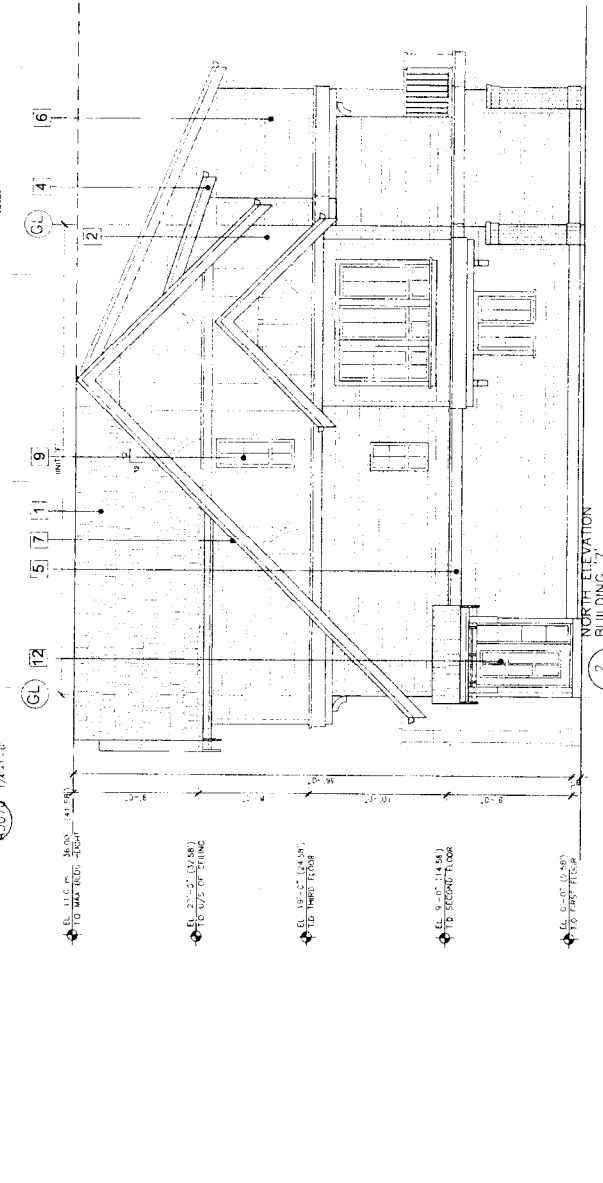 GL
12
5
7
1
9
UNIT F
2
GL
4
6
12
EL. 11.0 m 36.00' (41.58')
T.O MAX BLDG HEIGHT
EL. 27'-0" (32.58')
TO U/S OF CEILING
EL. 19'-0" (24.58')
T.O THIRD FLOOR
EL. 9'-0" (14.58')
T.O. SECOND FLOOR
EL. 0'-0" (5.58')
T.O. FIRST FLOOR
9'-0"
8'-0"
10'-0"
9'-0"
36'-0"
2
NORTH ELEVATION
BUILDING '7'